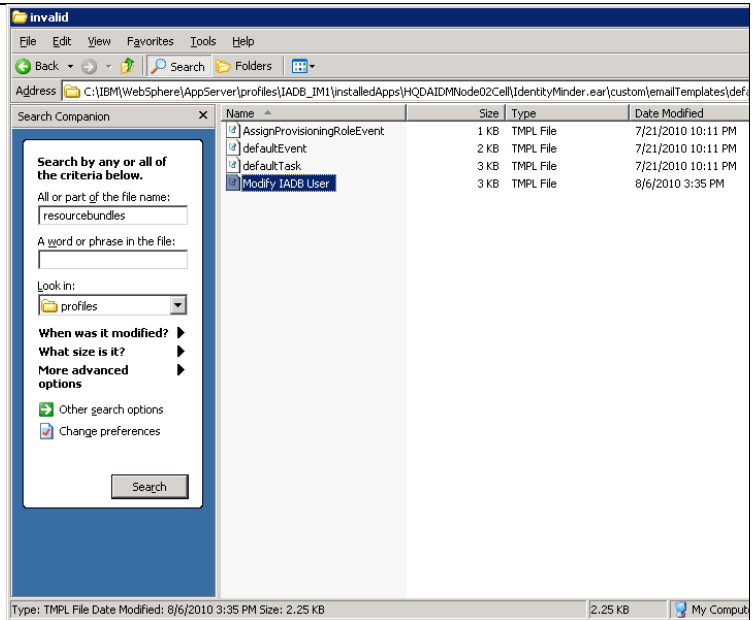 invalid
File Edit View Favorites Tools Help
Back Search Folders
Address C:\IBM\WebSphere\AppServer\profiles\IADB_IM1\installedApps\HQDAIDMNode02Cell\IdentityMinder.ear\custom\emailTemplates\defa
Search Companion
Search by any or all of
the criteria below.
All or part of the file name:
resourcebundles
A word or phrase in the file:
Look in:
profiles
When was it modified?
What size is it?
More advanced
options
Other search options
Change preferences
Search
Name Size Type Date Modified
AssignProvisioningRoleEvent 1 KB TMPL File 7/21/2010 10:11 PM
defaultEvent 2 KB TMPL File 7/21/2010 10:11 PM
defaultTask 3 KB TMPL File 7/21/2010 10:11 PM
Modify IADB User 3 KB TMPL File 8/6/2010 3:35 PM
Type: TMPL File Date Modified: 8/6/2010 3:35 PM Size: 2.25 KB 2.25 KB My Compute